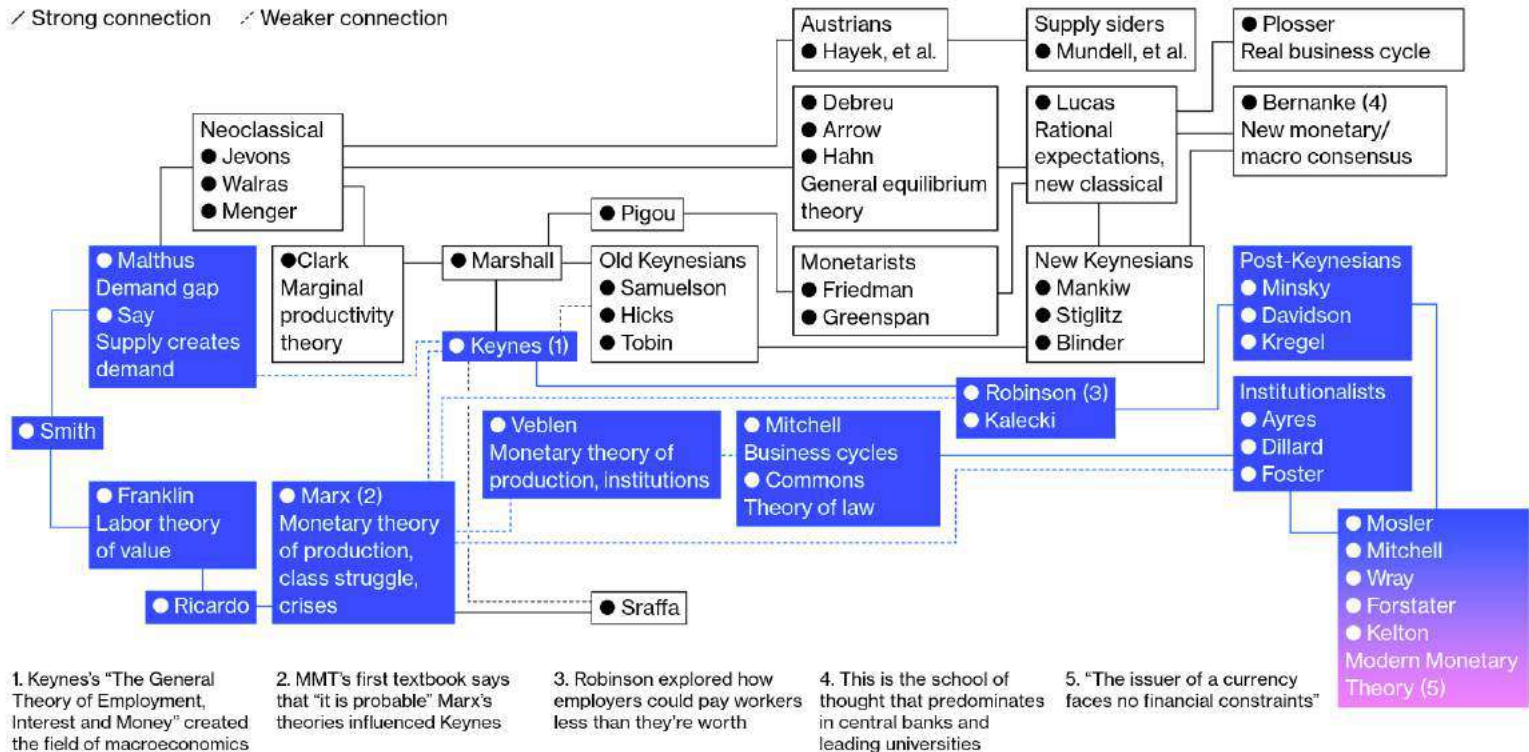 Strong connection
Weaker connection
Austrians
Hayek, et al.
Supply siders
Mundell, et al.
Plosser
Real business cycle
Neoclassical
Jevons
Walras
Menger
Debreu
Arrow
Hahn
General equilibrium
theory
Lucas
Rational
expectations,
new classical
Bernanke (4)
New monetary/
macro consensus
Pigou
Malthus
Demand gap
Say
Supply creates
demand
Clark
Marginal
productivity
theory
Marshall
Old Keynesians
Samuelson
Hicks
Tobin
Monetarists
Friedman
Greenspan
New Keynesians
Mankiw
Stiglitz
Blinder
Post-Keynesians
Minsky
Davidson
Kregel
Keynes (1)
Robinson (3)
Kalecki
Institutionalists
Ayres
Dillard
Foster
Smith
Veblen
Monetary theory of
production, institutions
Mitchell
Business cycles
Commons
Theory of law
Franklin
Labor theory
of value
Marx (2)
Monetary theory
of production,
class struggle,
crises
Ricardo
Sraffa
Mosler
Mitchell
Wray
Forstater
Kelton
Modern Monetary
Theory (5)
1. Keynes's “The General
Theory of Employment,
Interest and Money” created
the field of macroeconomics
2. MMT's first textbook says
that “it is probable” Marx's
theories influenced Keynes
3. Robinson explored how
employers could pay workers
less than they're worth
4. This is the school of
thought that predominates
in central banks and
leading universities
5. “The issuer of a currency
faces no financial constraints”